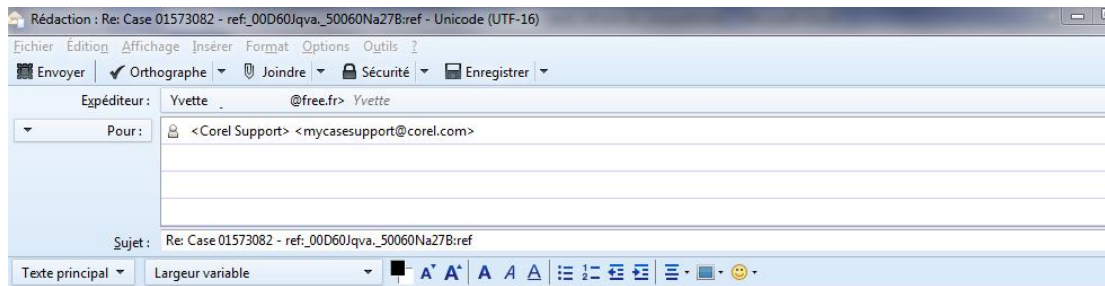 Rédaction : Re: Case 01573082 - ref:_00D60Jqva._50060Na27B:ref - Unicode (UTF-16)
Fichier Édition Affichage Insérer Format Options Outils ?
Envoyer Orthographe Joindre Sécurité Enregistrer
Expéditeur : Yvette @free.fr> Yvette
Pour : <Corel Support> <mycasesupport@corel.com>
Sujet : Re: Case 01573082 - ref:_00D60Jqva._50060Na27B:ref
Texte principal Largeur variable